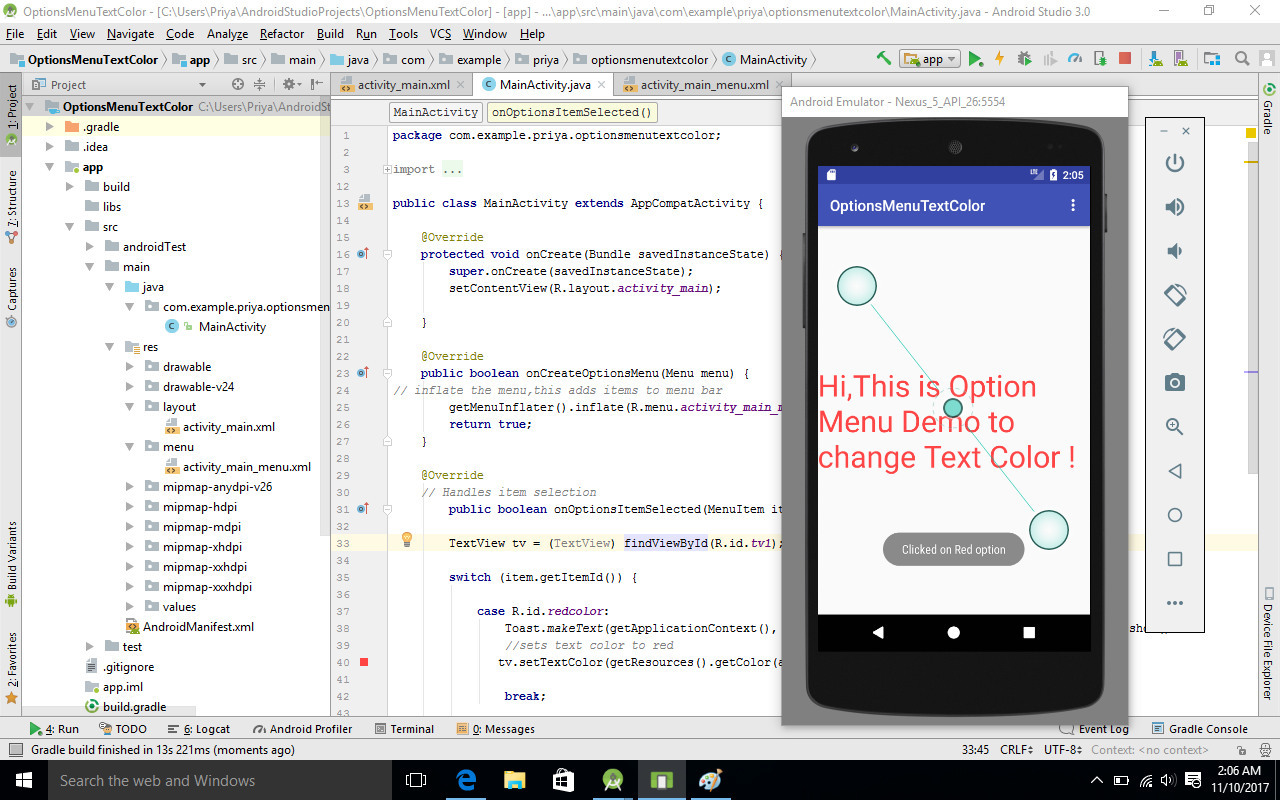 OptionsMenuTextColor - [C:\Users\Priya\AndroidStudioProjects\OptionsMenuTextColor] - [app] - ...\app\src\main\java\com\example\priya\optionsmenutextcolor\MainActivity.java - Android Studio 3.0
File Edit View Navigate Code Analyze Refactor Build Run Tools VCS Window Help
OptionsMenuTextColor app src main java com example priya optionsmenutextcolor MainActivity app
Project
activity_main.xml MainActivity.java activity_main_menu.xml
1: Project
7: Structure
Captures
Build Variants
2: Favorites
OptionsMenuTextColor C:\Users\Priya\AndroidSt
.gradle
.idea
app
build
libs
src
androidTest
main
java
com.example.priya.optionsmen
MainActivity
res
drawable
drawable-v24
layout
activity_main.xml
menu
activity_main_menu.xml
mipmap-anydpi-v26
mipmap-hdpi
mipmap-mdpi
mipmap-xhdpi
mipmap-xxhdpi
mipmap-xxxhdpi
values
AndroidManifest.xml
test
.gitignore
app.iml
build.gradle
MainActivity onOptionsItemSelected()
1 package com.example.priya.optionsmenutextcolor;
2
3 import ...
12
13 public class MainActivity extends AppCompatActivity {
14
15 @Override
16 protected void onCreate(Bundle savedInstanceState) {
17 super.onCreate(savedInstanceState);
18 setContentView(R.layout.activity_main);
19
20 }
21
22 @Override
23 public boolean onCreateOptionsMenu(Menu menu) {
24 // inflate the menu,this adds items to menu bar
25 getMenuInflater().inflate(R.menu.activity_main_m
26 return true;
27 }
28
29 @Override
30 // Handles item selection
31 public boolean onOptionsItemSelected(MenuItem it
32
33 TextView tv = (TextView) findViewById(R.id.tv1);
34
35 switch (item.getItemId()) {
36
37 case R.id.redcolor:
38 Toast.makeText(getApplicationContext(),
39 //sets text color to red
40 tv.setTextColor(getResources().getColor(a
41
42 break;
43
Android Emulator - Nexus_5_API_26:5554
LTE 2:05
OptionsMenuTextColor
Hi,This is Option
Menu Demo to
change Text Color !
Clicked on Red option
Gradle
Device File Explorer
4: Run TODO 6: Logcat Android Profiler Terminal 0: Messages Event Log Gradle Console
Gradle build finished in 13s 221ms (moments ago) 33:45 CRLF UTF-8 Context: <no context>
Search the web and Windows
2:06 AM
11/10/2017